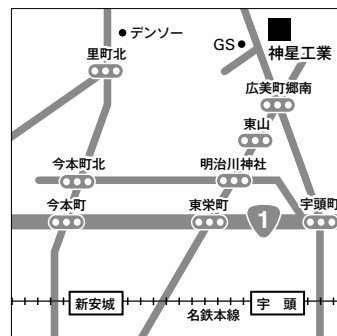 デンソー
GS
神星工業
里町北
広美町郷南
東山
今本町北
明治川神社
今本町
東栄町
1
宇頭町
新安城
名鉄本線
宇頭